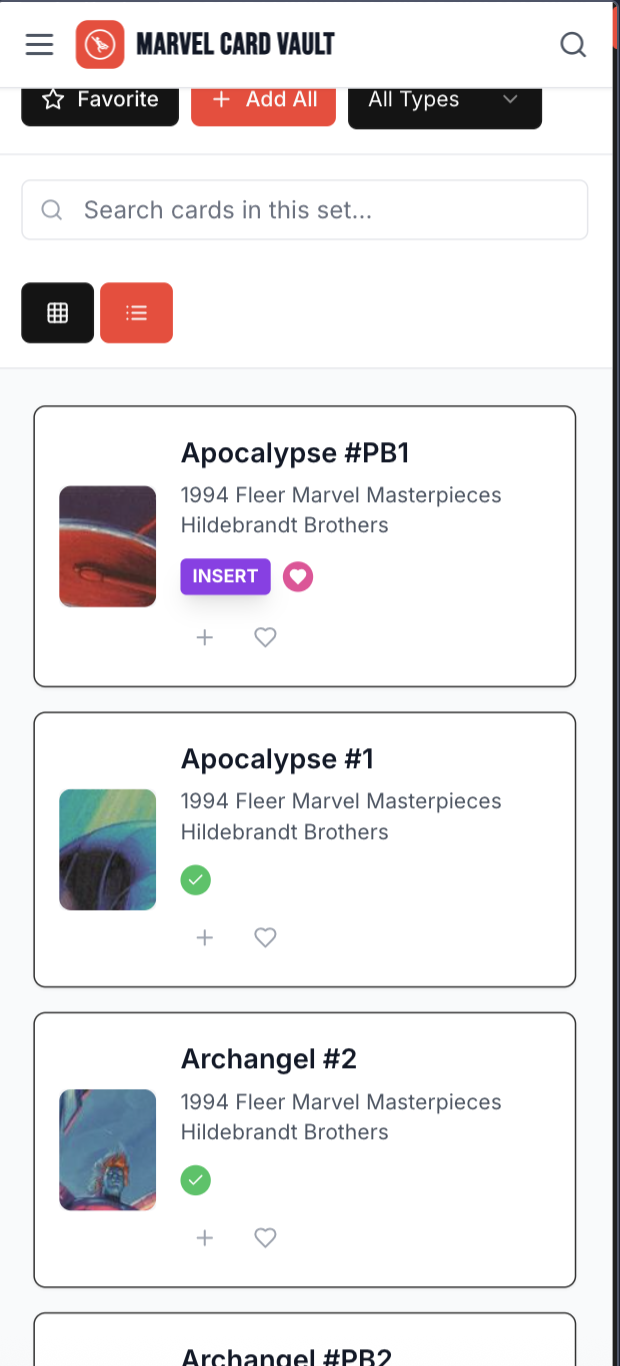 MARVEL CARD VAULT
Favorite
Add All
All Types
Search cards in this set...
Apocalypse #PB1
1994 Fleer Marvel Masterpieces
Hildebrandt Brothers
INSERT
Apocalypse #1
1994 Fleer Marvel Masterpieces
Hildebrandt Brothers
Archangel #2
1994 Fleer Marvel Masterpieces
Hildebrandt Brothers
Archangel #PB2